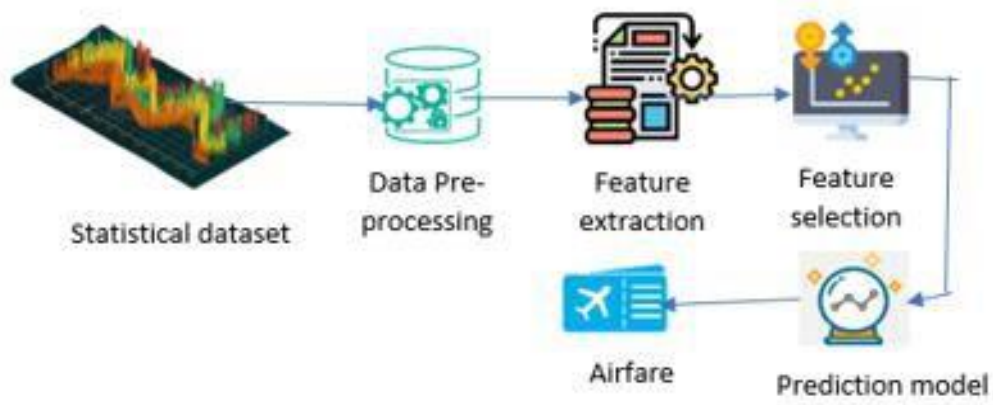 Statistical dataset
Data Pre-
processing
Feature
extraction
Feature
selection
Airfare
Prediction model